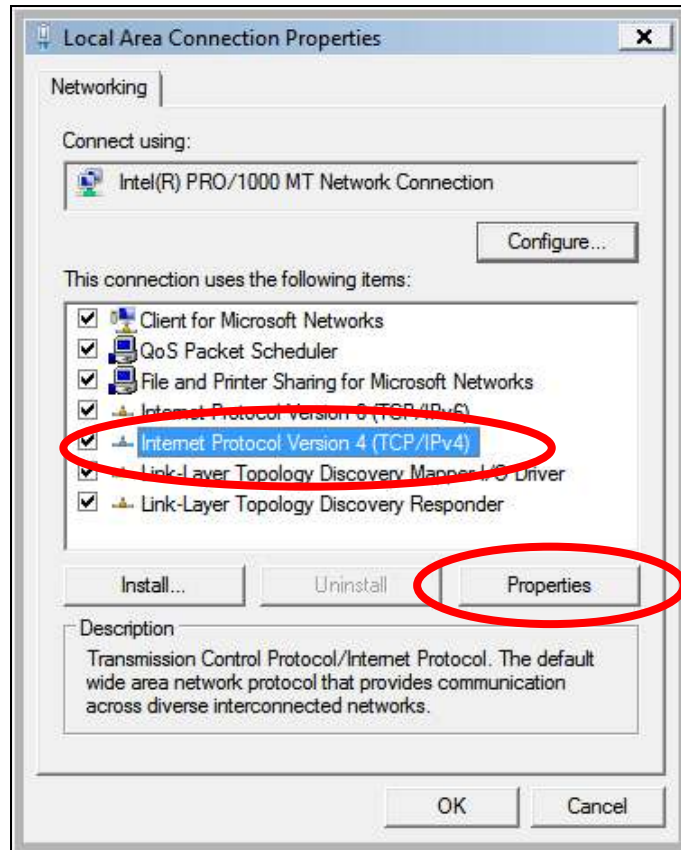 Local Area Connection Properties
Networking
Connect using:
Intel(R) PRO/1000 MT Network Connection
Configure...
This connection uses the following items:
Client for Microsoft Networks
QoS Packet Scheduler
File and Printer Sharing for Microsoft Networks
Internet Protocol Version 6 (TCP/IPv6)
Internet Protocol Version 4 (TCP/IPv4)
Link-Layer Topology Discovery Mapper I/O Driver
Link-Layer Topology Discovery Responder
Install... Uninstall Properties
Description
Transmission Control Protocol/Internet Protocol. The default
wide area network protocol that provides communication
across diverse interconnected networks.
OK Cancel